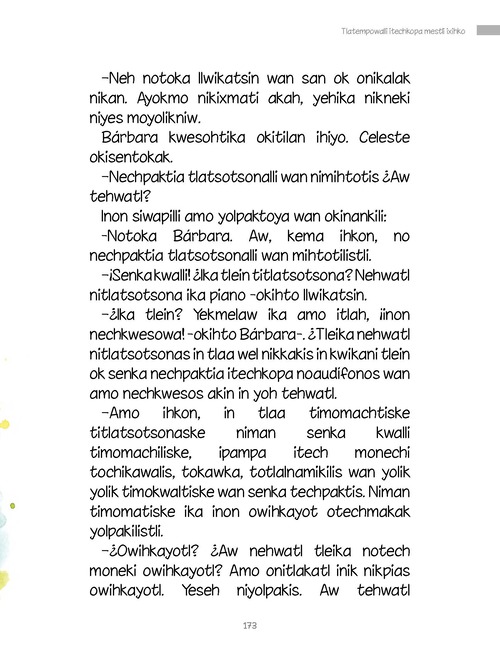 Tlatempowalli itechkopa mestli ixihko
–Neh notoka Ilwikatsin wan san ok onikalak
nikan. Ayokmo nikixmati akah, yehika nikneki
niyes moyolikniw.
Bárbara kwesohtika okitilan ihiyo. Celeste
okisentokak.
–Nechpaktia tlatsotsonalli wan nimihtotis ¿Aw
tehwatl?
Inon siwapilli amo yolpaktoya wan okinankili:
-Notoka Bárbara. Aw, kema ihkon, no
nechpaktia tlatsotsonalli wan mihtotilistli.
–¡Senka kwalli! ¿Ika tlein titlatsotsona? Nehwatl
nitlatsotsona ika piano -okihto Ilwikatsin.
–¿Ika tlein? Yekmelaw ika amo itlah, ¡inon
nechkwesowa! -okihto Bárbara-. ¿Tleika nehwatl
nitlatsotsonas in tlaa wel nikkakis in kwikani tlein
ok senka nechpaktia itechkopa noaudífonos wan
amo nechkwesos akin in yoh tehwatl.
–Amo ihkon, in tlaa timomachtiske
titlatsotsonaske niman senka kwalli
timomachiliske, ipampa itech monechi
tochikawalis, tokawka, totlalnamikilis wan yolik
yolik timokwaltiske wan senka techpaktis. Niman
timomatiske ika inon owihkayot otechmakak
yolpakilistli.
–¿Owihkayotl? ¿Aw nehwatl tleika notech
moneki owihkayotl? Amo onitlakatl inik nikpias
owihkayotl. Yeseh niyolpakis. Aw tehwatl
173